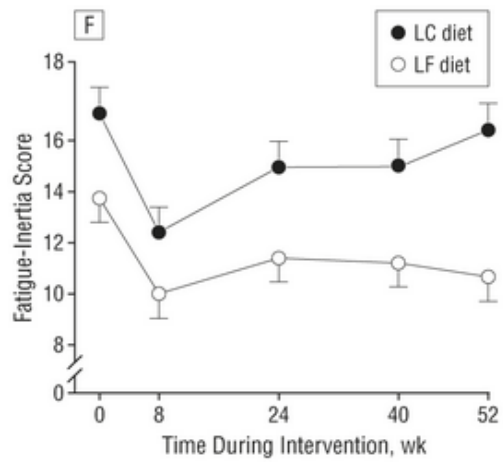 F
LC diet
LF diet
Fatigue-Inertia Score
18
16
14
12
10
8
0
0 8 24 40 52
Time During Intervention, wk